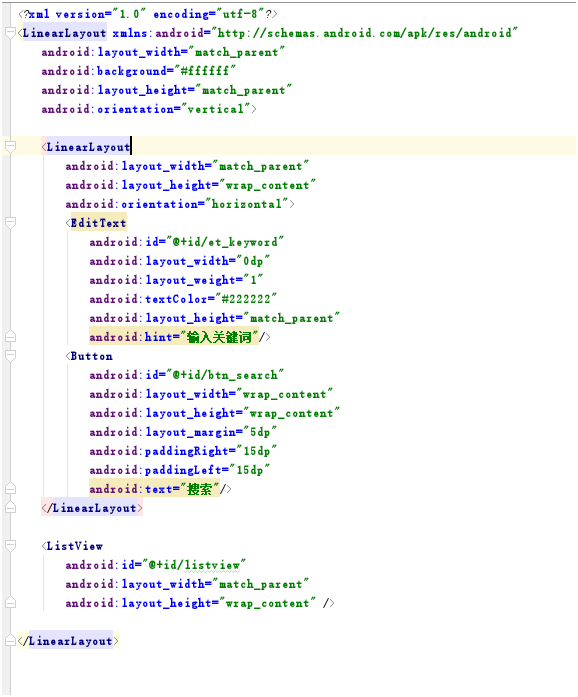 <?xml version="1.0" encoding="utf-8"?>
<LinearLayout xmlns:android="http://schemas.android.com/apk/res/android"
    android:layout_width="match_parent"
    android:background="#ffffff"
    android:layout_height="match_parent"
    android:orientation="vertical">

    <LinearLayout
        android:layout_width="match_parent"
        android:layout_height="wrap_content"
        android:orientation="horizontal">
        <EditText
            android:id="@+id/et_keyword"
            android:layout_width="0dp"
            android:layout_weight="1"
            android:textColor="#222222"
            android:layout_height="match_parent"
            android:hint="输入关键词"/>
        <Button
            android:id="@+id/btn_search"
            android:layout_width="wrap_content"
            android:layout_height="wrap_content"
            android:layout_margin="5dp"
            android:paddingRight="15dp"
            android:paddingLeft="15dp"
            android:text="搜索"/>
    </LinearLayout>

    <ListView
        android:id="@+id/listview"
        android:layout_width="match_parent"
        android:layout_height="wrap_content" />

</LinearLayout>